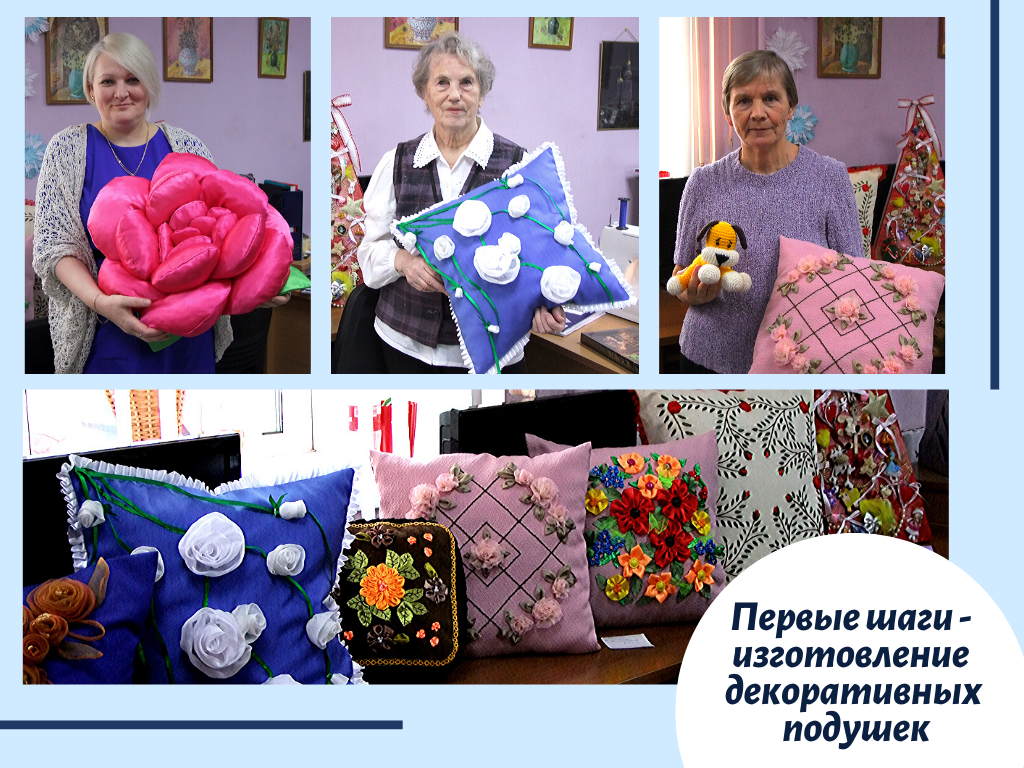 Первые шаги -
изготовление
декоративных
подушек